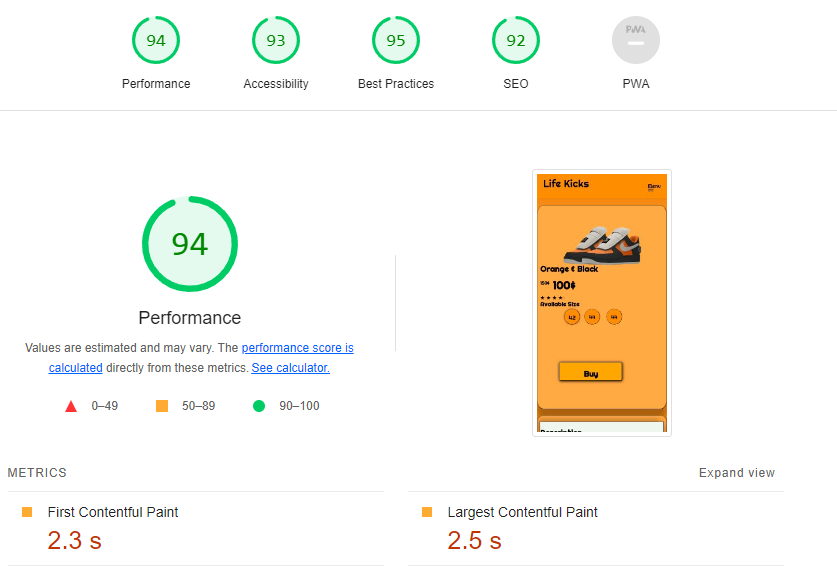 94
93
95
92
PWA
Performance
Accessibility
Best Practices
SEO
PWA
Life Kicks
Menu
94
Orange & Black
100$
Available Size
42
44
44
Performance
Values are estimated and may vary. The performance score is
calculated directly from these metrics. See calculator.
Buy
0–49
50–89
90–100
Description
METRICS
Expand view
First Contentful Paint
Largest Contentful Paint
2.3 s
2.5 s